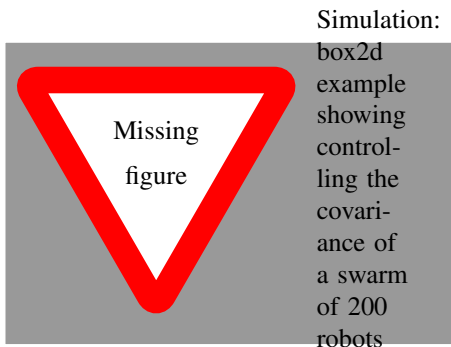 Missing
figure
Simulation:
box2d
example
showing
control-
ling the
covari-
ance of
a swarm
of 200
robots